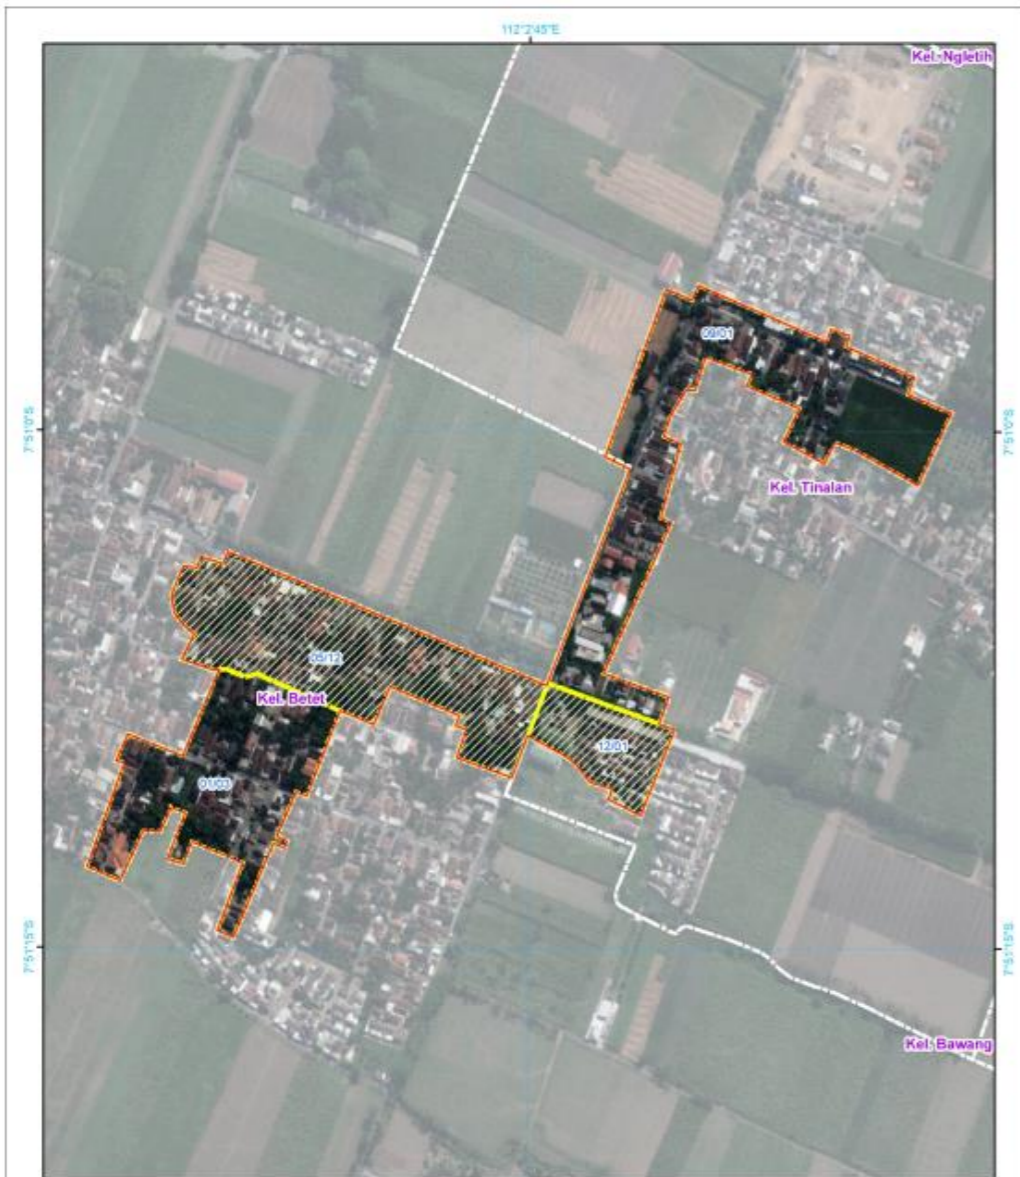 112°2'45"E
Kel. Ngletih
09/01
7°51'0"S
7°51'0"S
Kel. Tinalan
05/12
Kel. Betet
12/01
01/03
7°51'15"S
7°51'15"S
Kel. Bawang